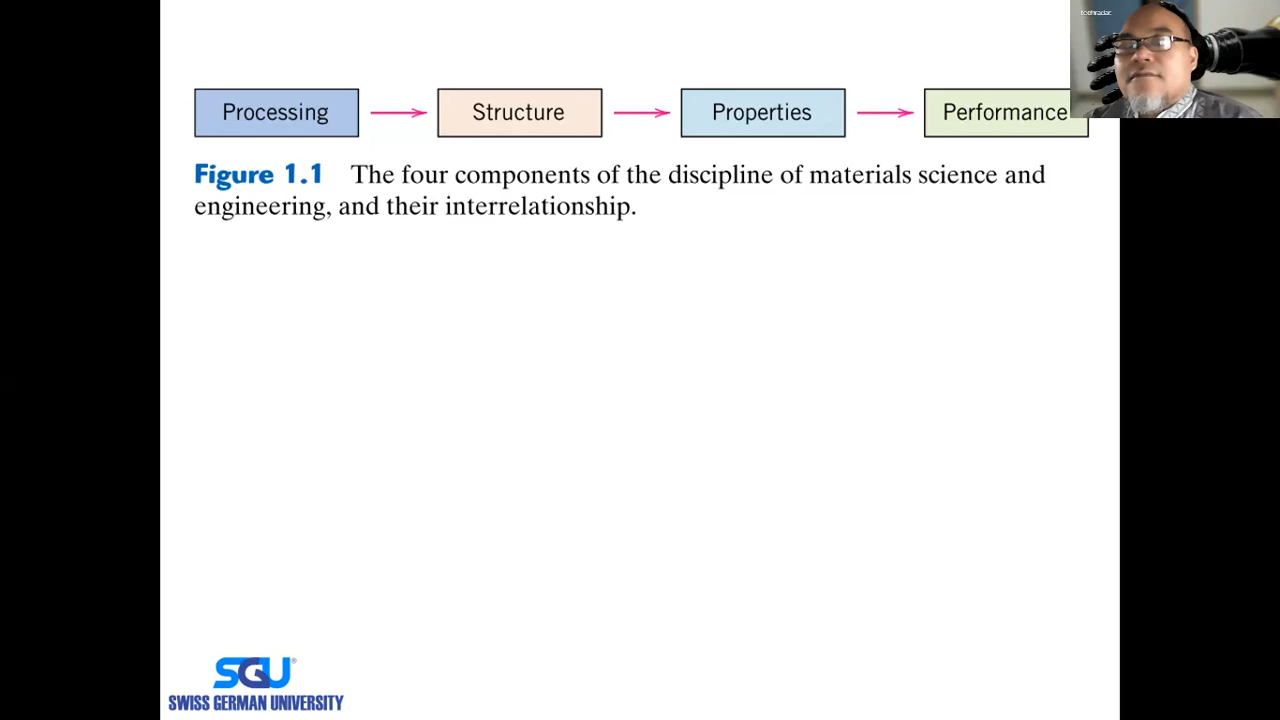 Processing Structure Properties Performance
Figure 1.1 The four components of the discipline of materials science and
engineering, and their interrelationship.
techradar
SGU®
SWISS GERMAN UNIVERSITY